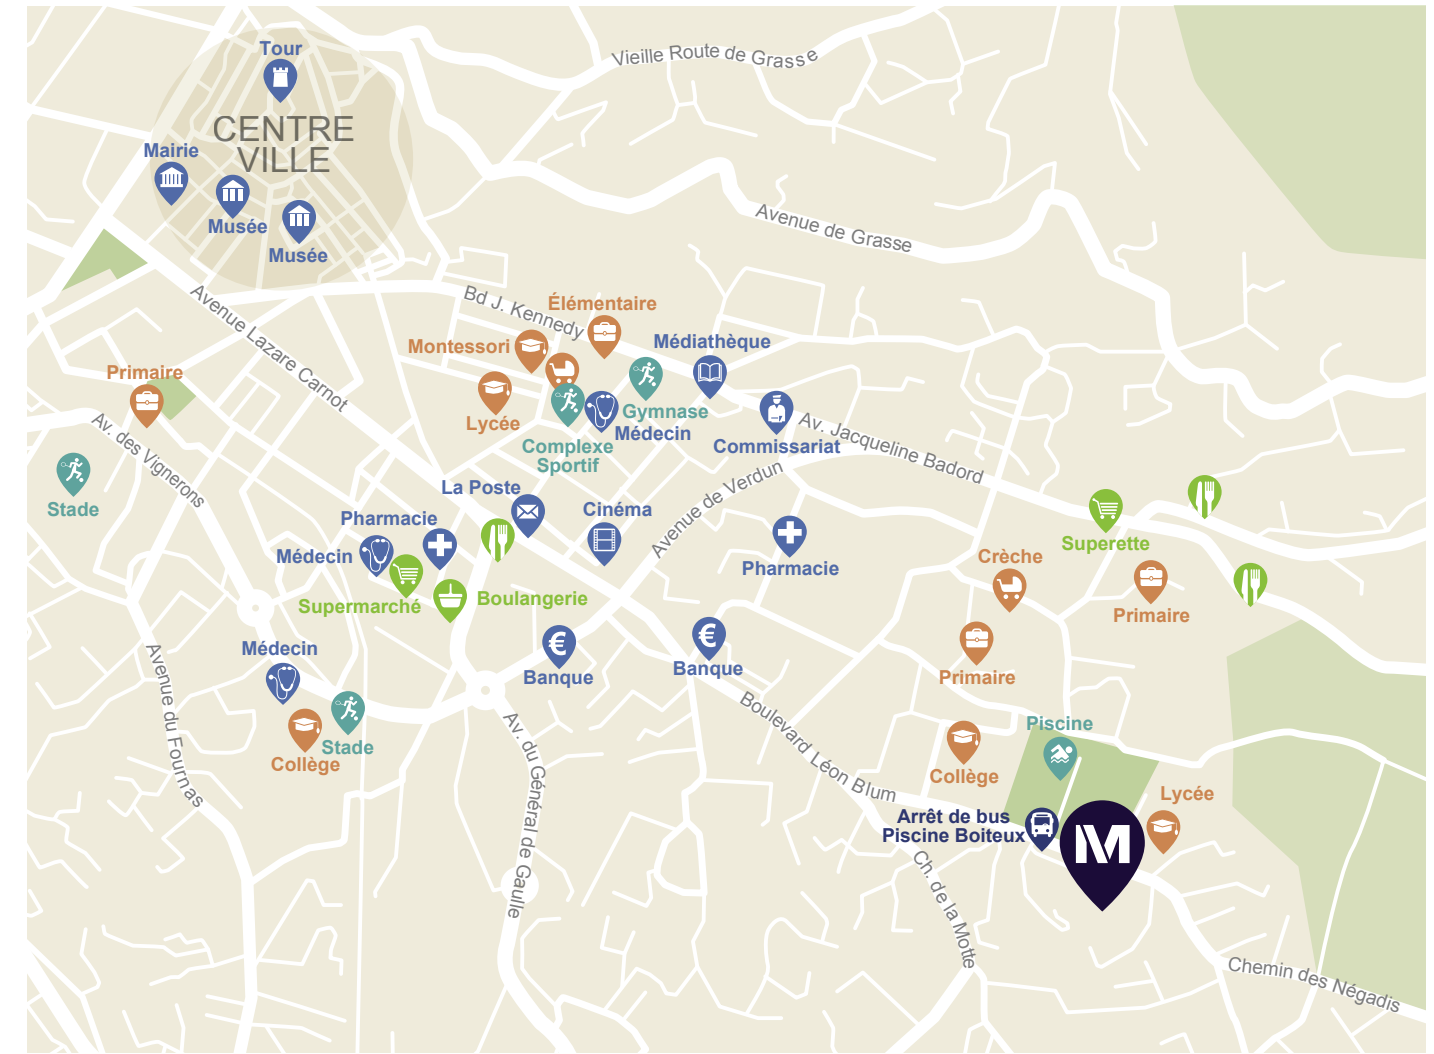 Tour
Vieille Route de Grasse
CENTRE
VILLE
Mairie
Musée
Musée
Avenue de Grasse
Avenue Lazare Carnot
Bd J. Kennedy
Élémentaire
Montessori
Médiathèque
Primaire
Lycée
Gymnase
Médecin
Complexe
Sportif
Commissariat
Av. Jacqueline Badord
Av. des Vignerons
Stade
La Poste
Cinéma
Avenue de Verdun
Pharmacie
Médecin
Supermarché
Boulangerie
Pharmacie
Superette
Crèche
Primaire
Primaire
Médecin
Banque
Banque
Avenue du Fournas
Collège
Stade
Av. du Général de Gaulle
Boulevard Léon Blum
Piscine
Collège
Lycée
Arrêt de bus
Piscine Boiteux
M
Ch. de la Motte
Chemin des Négadis